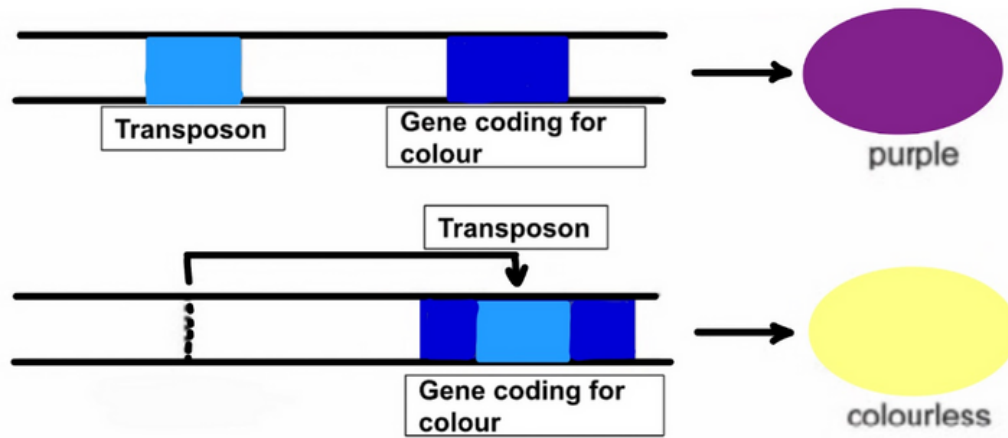 Transposon
Gene coding for
colour
purple
Transposon
Gene coding for
colour
colourless